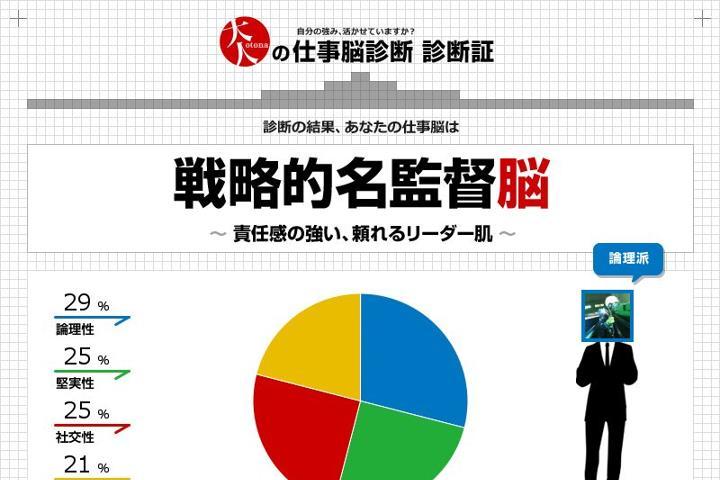 自分の強み、活かせていますか？
大人
otona
の仕事脳診断 診断証
診断の結果、あなたの仕事脳は
戦略的名監督脳
～ 責任感の強い、頼れるリーダー肌 ～
論理派
29 %
論理性
25 %
堅実性
25 %
社交性
21 %